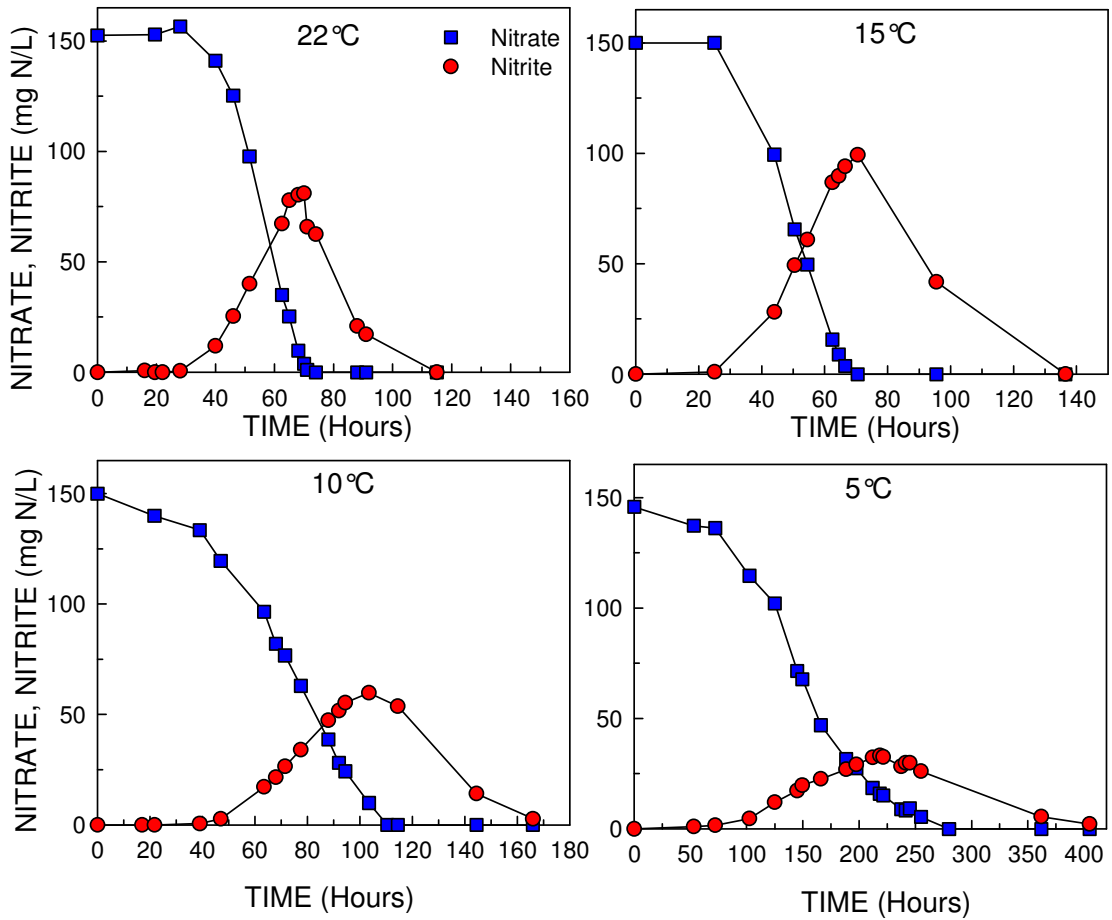 NITRATE, NITRITE (mg N/L)
22°C
Nitrate
Nitrite
150
100
50
0
0 20 40 60 80 100 120 140 160
TIME (Hours)
15°C
150
100
50
0
0 20 40 60 80 100 120 140
TIME (Hours)
NITRATE, NITRITE (mg N/L)
10°C
150
100
50
0
0 20 40 60 80 100 120 140 160 180
TIME (Hours)
5°C
150
100
50
0
0 50 100 150 200 250 300 350 400
TIME (Hours)